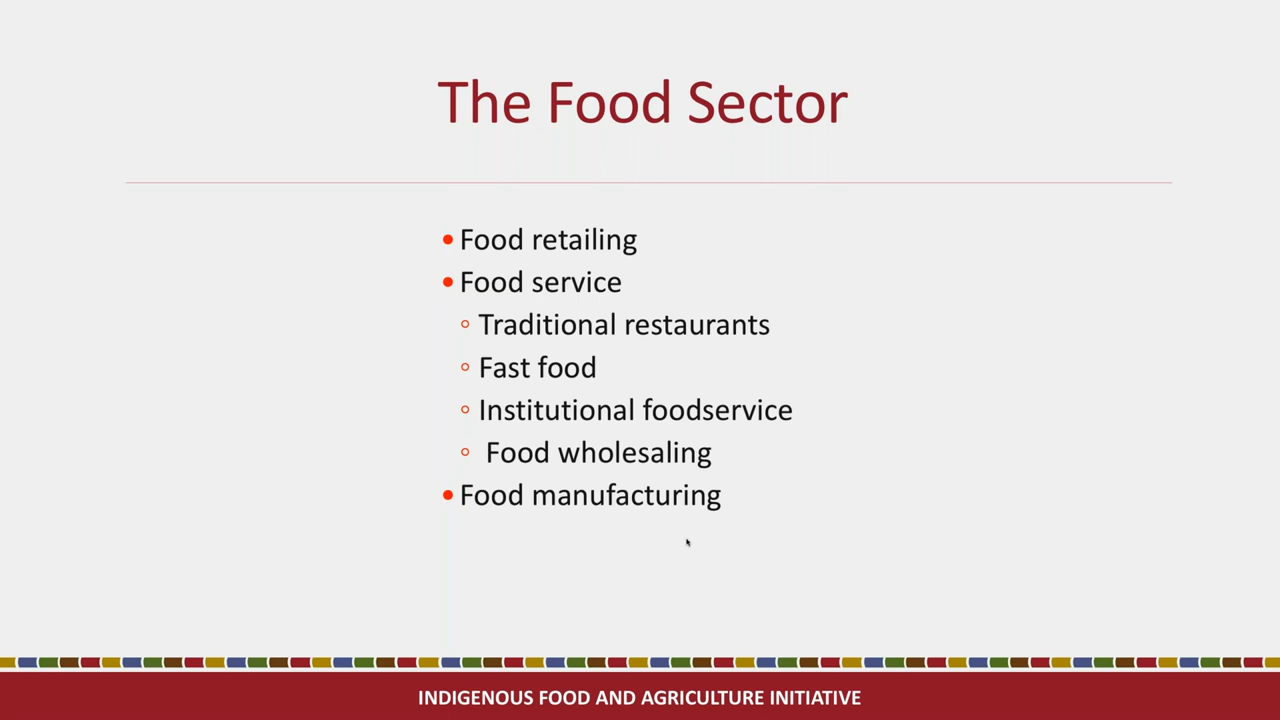 The Food Sector
• Food retailing
• Food service
◦ Traditional restaurants
◦ Fast food
◦ Institutional foodservice
◦ Food wholesaling
• Food manufacturing
INDIGENOUS FOOD AND AGRICULTURE INITIATIVE